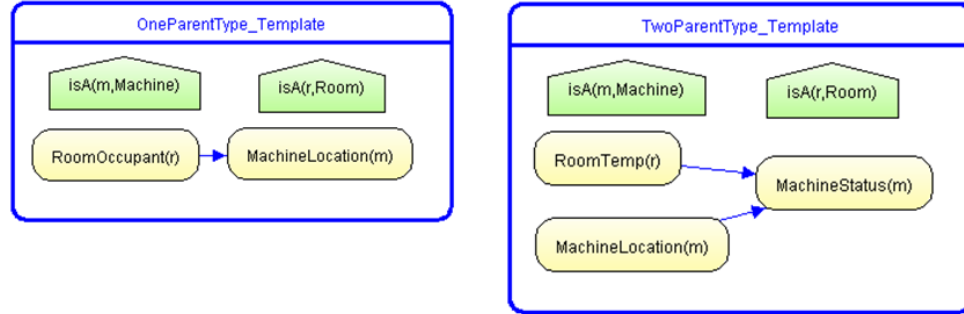 OneParentType_Template
isA(m,Machine)
isA(r,Room)
RoomOccupant(r)
MachineLocation(m)
TwoParentType_Template
isA(m,Machine)
isA(r,Room)
RoomTemp(r)
MachineStatus(m)
MachineLocation(m)